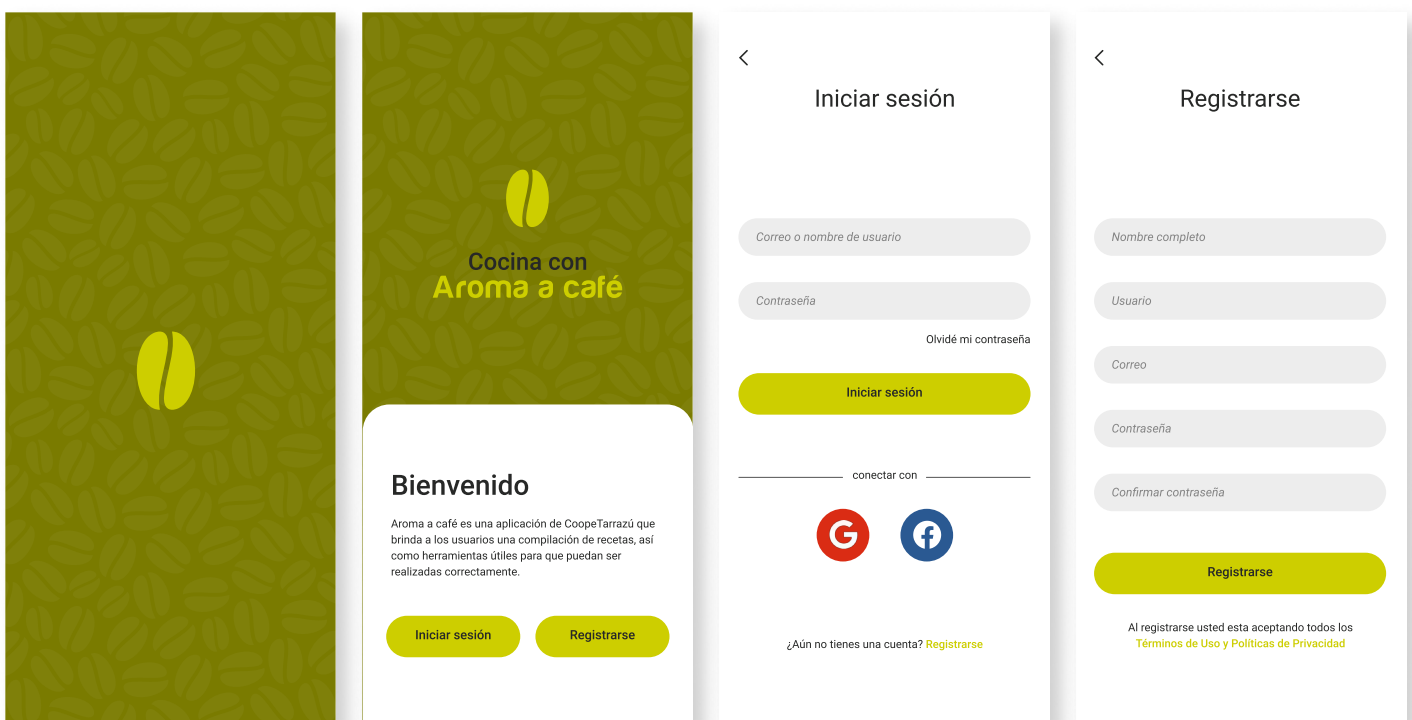 Cocina con
Aroma a café
Bienvenido
Aroma a café es una aplicación de CoopeTarrazú que
brinda a los usuarios una compilación de recetas, así
como herramientas útiles para que puedan ser
realizadas correctamente.
Iniciar sesión
Registrarse
Iniciar sesión
Correo o nombre de usuario
Contraseña
Olvidé mi contraseña
Iniciar sesión
conectar con
¿Aún no tienes una cuenta? Registrarse
Registrarse
Nombre completo
Usuario
Correo
Contraseña
Confirmar contraseña
Registrarse
Al registrarse usted esta aceptando todos los
Términos de Uso y Políticas de Privacidad